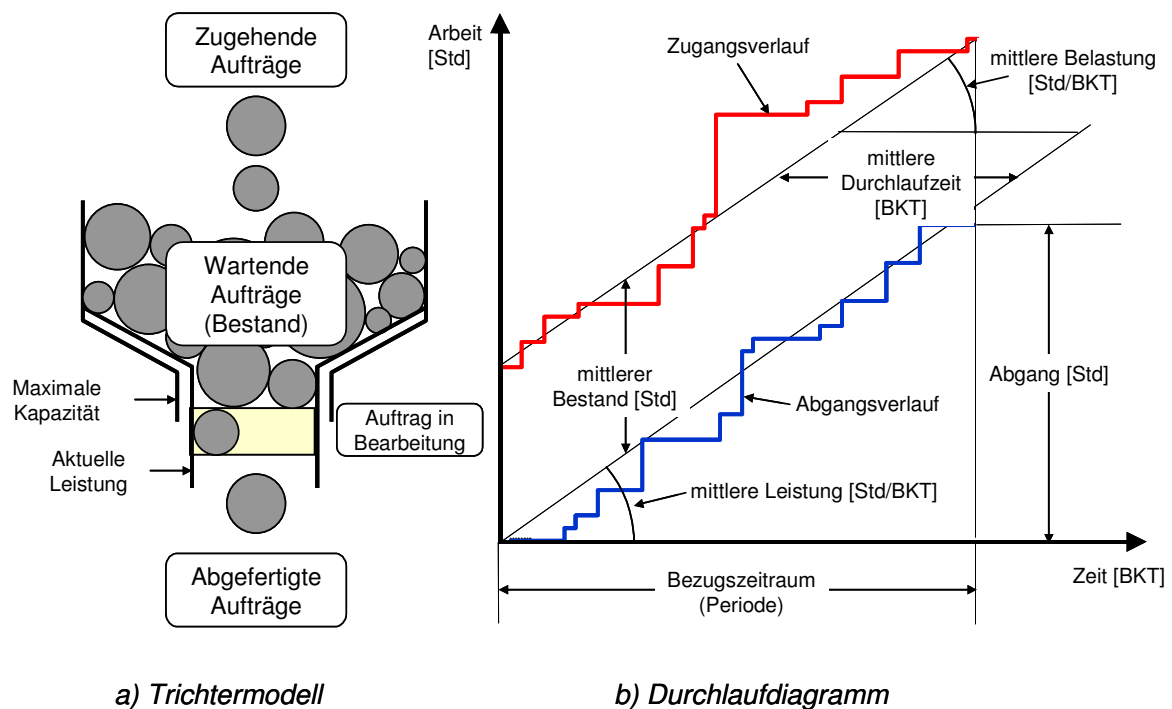 Zugehende
Aufträge
Wartende
Aufträge
(Bestand)
Maximale
Kapazität
Auftrag in
Bearbeitung
Aktuelle
Leistung
Abgefertigte
Aufträge
a) Trichtermodell
Arbeit
[Std]
Zugangsverlauf
mittlere Belastung
[Std/BKT]
mittlere
Durchlaufzeit
[BKT]
mittlerer
Bestand [Std]
Abgangsverlauf
Abgang [Std]
mittlere Leistung [Std/BKT]
Zeit [BKT]
Bezugszeitraum
(Periode)
b) Durchlaufdiagramm